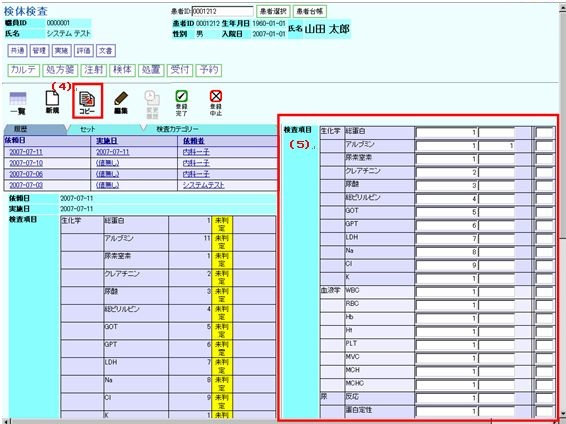 検体検査
患者ID 0001212 患者選択 患者台帳
職員ID 0000001
氏名 システム テスト
患者ID 0001212 生年月日 1960-01-01
性別 男 入院日 2007-01-01
氏名 山田 太郎
共通 管理 実施 評価 文書
カルテ 処方箋 注射 検体 処置 受付 予約
(4)
一覧 新規 コピー 編集 変更履歴 登録完了 登録中止
履歴 セット 検査カテゴリー
依頼日 実施日 依頼者
2007-07-11 2007-07-11 内科一子
2007-07-10 (値無し) 内科一子
2007-07-06 (値無し) 内科一子
2007-07-03 (値無し) システムテスト
依頼日 2007-07-11
実施日 2007-07-11
検査項目 生化学 総蛋白 1 未判定
アルブミン 11 未判定
尿素窒素 1 未判定
クレアチニン 2 未判定
尿酸 3 未判定
総ビリルビン 4 未判定
GOT 5 未判定
GPT 6 未判定
LDH 7 未判定
Na 8 未判定
Cl 9 未判定
K 1 未判定
検査項目 生化学 総蛋白 1
(5)
アルブミン 1 1
尿素窒素 1
クレアチニン 2
尿酸 3
総ビリルビン 4
GOT 5
GPT 6
LDH 7
Na 8
Cl 9
K 1
血液学 WBC 1
RBC 1
Hb 1
Ht 1
PLT 1
MVC 1
MCH 1
MCHC 1
尿 反応 1
蛋白定性 1